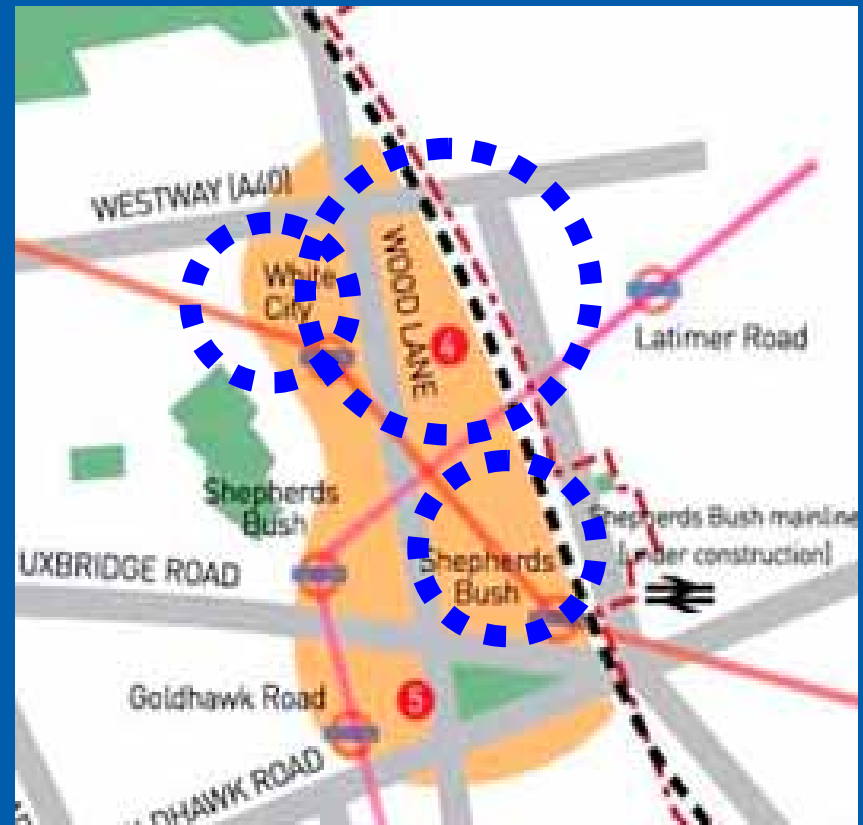 WESTWAY (A40)
White
City
WOOD LANE
4
Latimer Road
Shepherds
Bush
Shepherds Bush mainline
[under construction]
UXBRIDGE ROAD
Shepherds
Bush
Goldhawk Road
5
LDHAWK ROAD